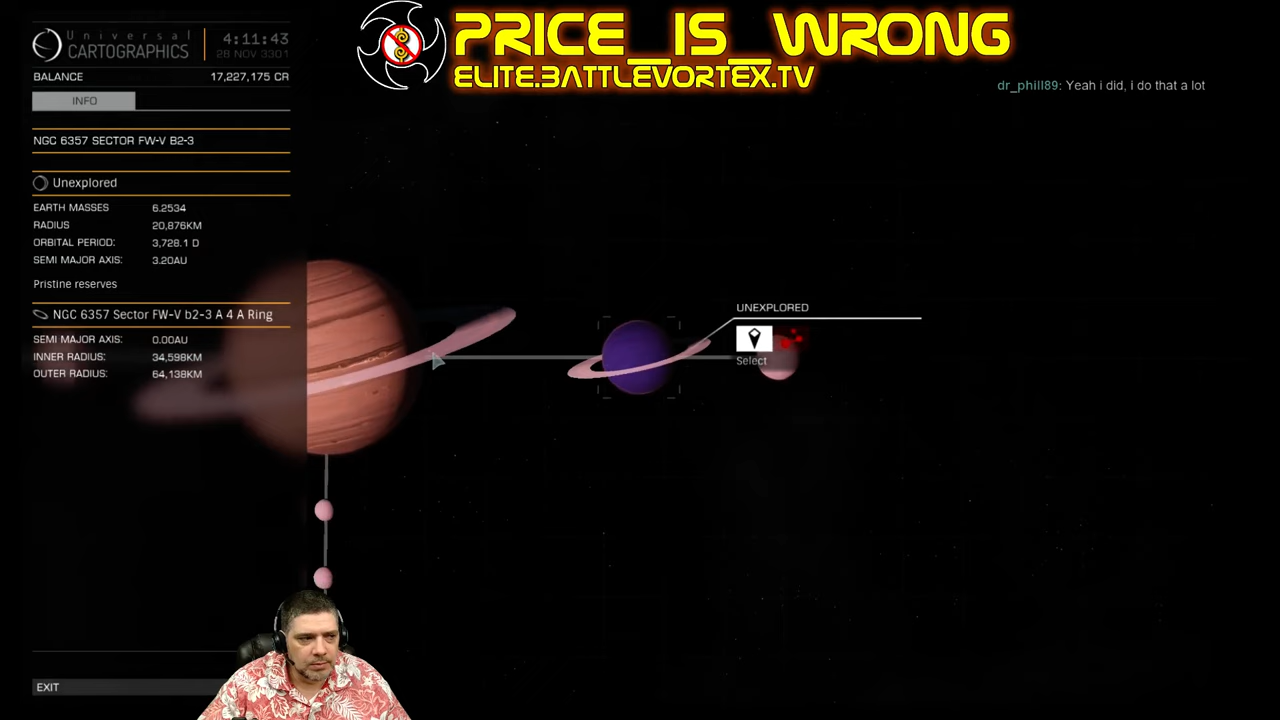 Universal
CARTOGRAPHICS
4:11:43
28 NOV 3301
BALANCE 17,227,175 CR
INFO
NGC 6357 SECTOR FW-V B2-3
Unexplored
EARTH MASSES 6.2534
RADIUS 20,876KM
ORBITAL PERIOD: 3,728.1 D
SEMI MAJOR AXIS: 3.20AU
Pristine reserves
NGC 6357 Sector FW-V b2-3 A 4 A Ring
SEMI MAJOR AXIS: 0.00AU
INNER RADIUS: 34,598KM
OUTER RADIUS: 64,138KM
EXIT
PRICE_IS_WRONG
ELITE.BATTLEVORTEX.TV
dr_phill89: Yeah i did, i do that a lot
UNEXPLORED
Select